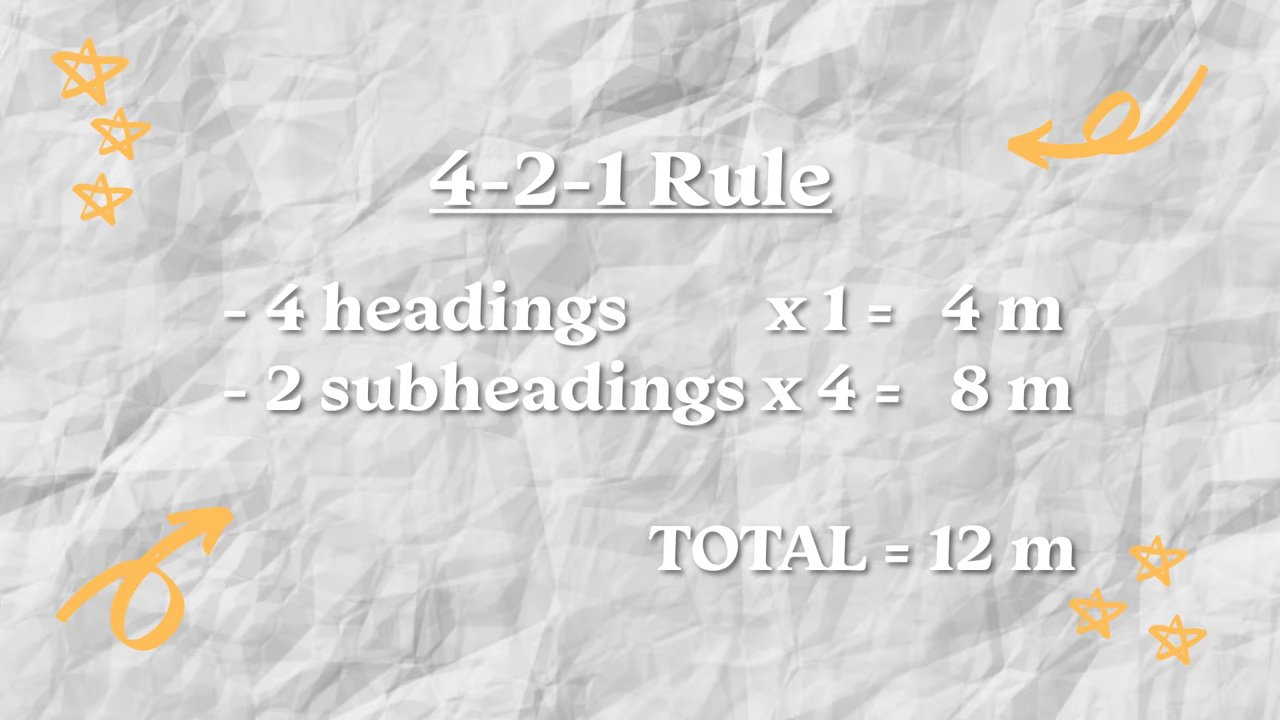 4-2-1 Rule
- 4 headings x 1 = 4 m
- 2 subheadings x 4 = 8 m
TOTAL = 12 m